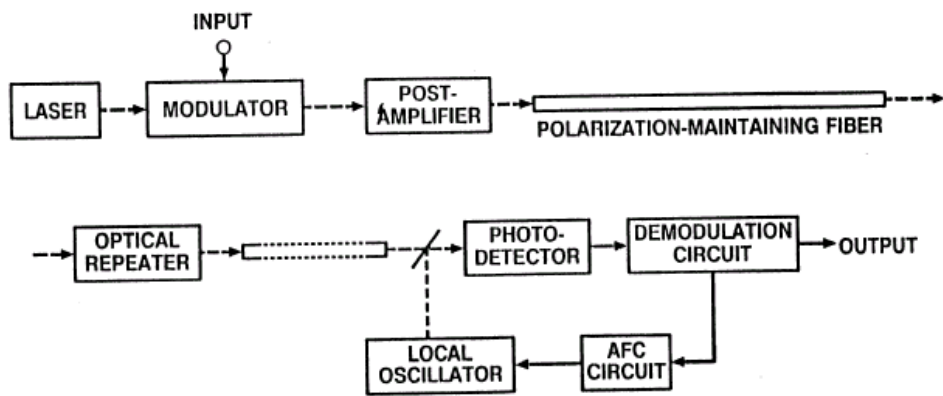 INPUT
LASER
MODULATOR
POST-
AMPLIFIER
POLARIZATION-MAINTAINING FIBER
OPTICAL
REPEATER
PHOTO-
DETECTOR
DEMODULATION
CIRCUIT
OUTPUT
LOCAL
OSCILLATOR
AFC
CIRCUIT